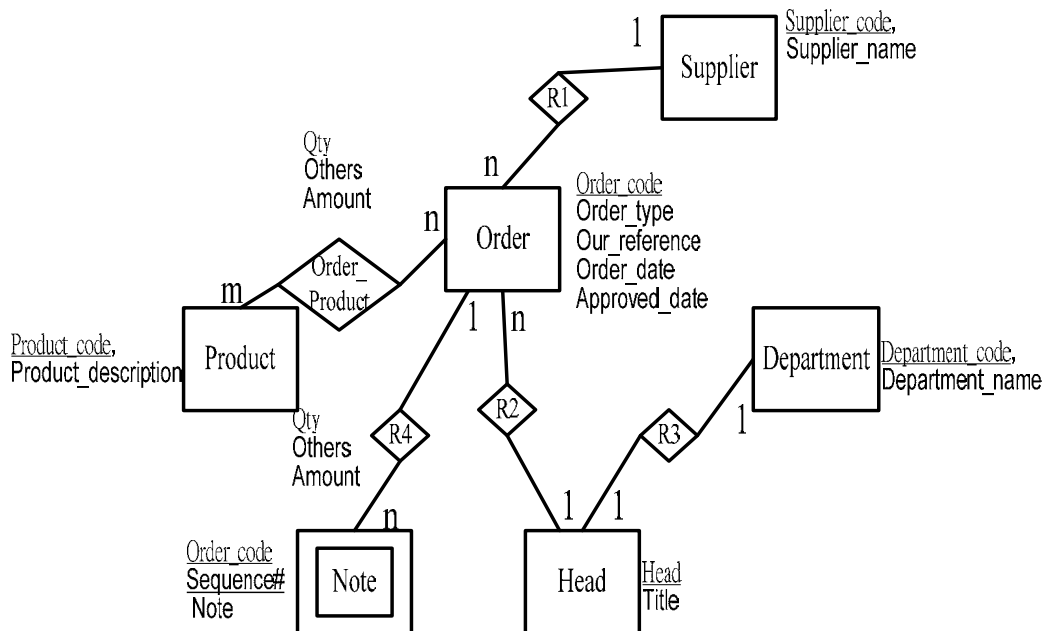 1
Supplier_code,
Supplier_name
Supplier
R1
Qty
Others
Amount
n
Order_code
Order_type
Our_reference
Order_date
Approved_date
n
Order
Order_
Product
m
1
n
Product_code,
Product_description
Product
Department
Department_code,
Department_name
Qty
Others
Amount
R4
R2
R3
1
n
1
1
Order_code
Sequence#
Note
Note
Head
Head
Title